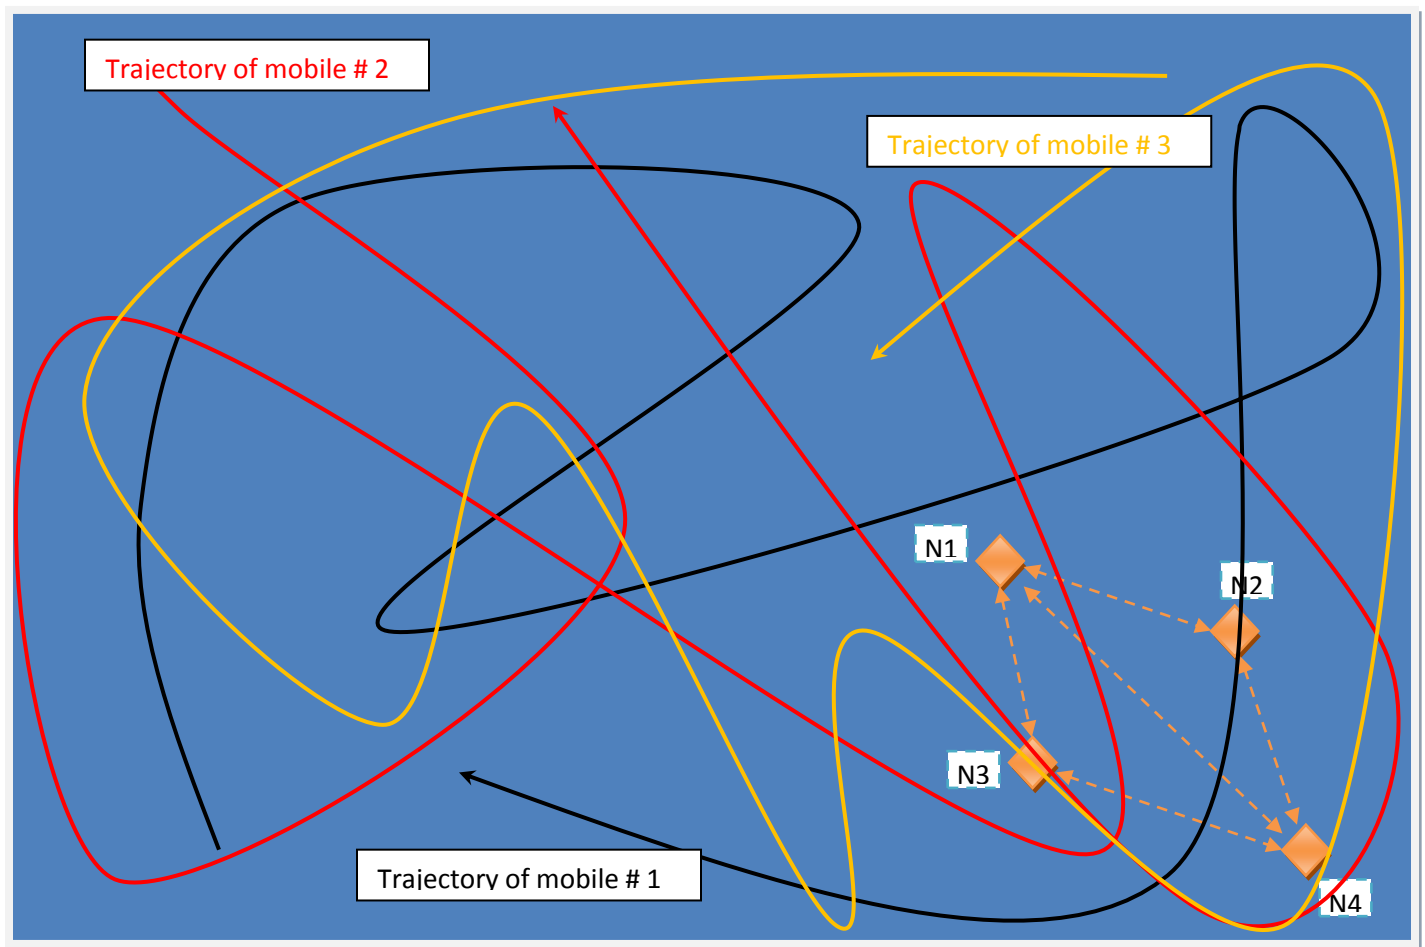 Trajectory of mobile # 2
Trajectory of mobile # 3
N1
N2
N3
Trajectory of mobile # 1
N4